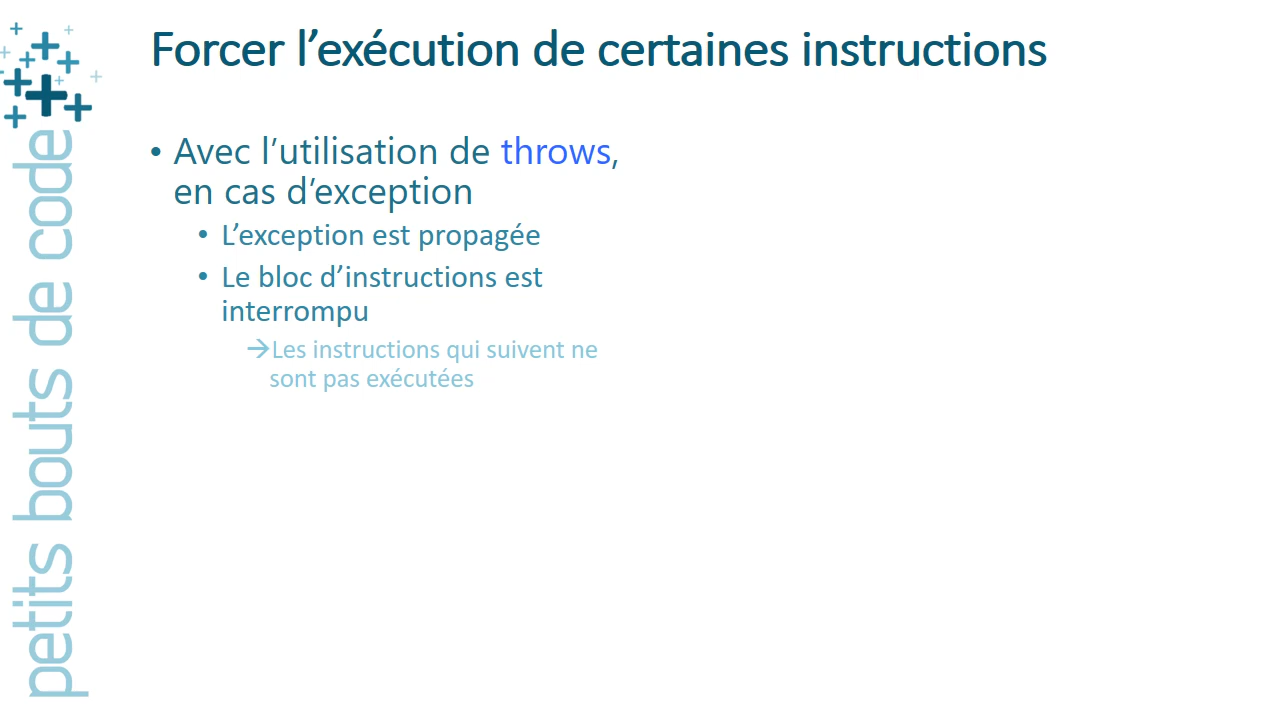 Forcer l’exécution de certaines instructions
• Avec l’utilisation de throws,
en cas d’exception
• L’exception est propagée
• Le bloc d’instructions est
interrompu
→Les instructions qui suivent ne
sont pas exécutées
petits bouts de code